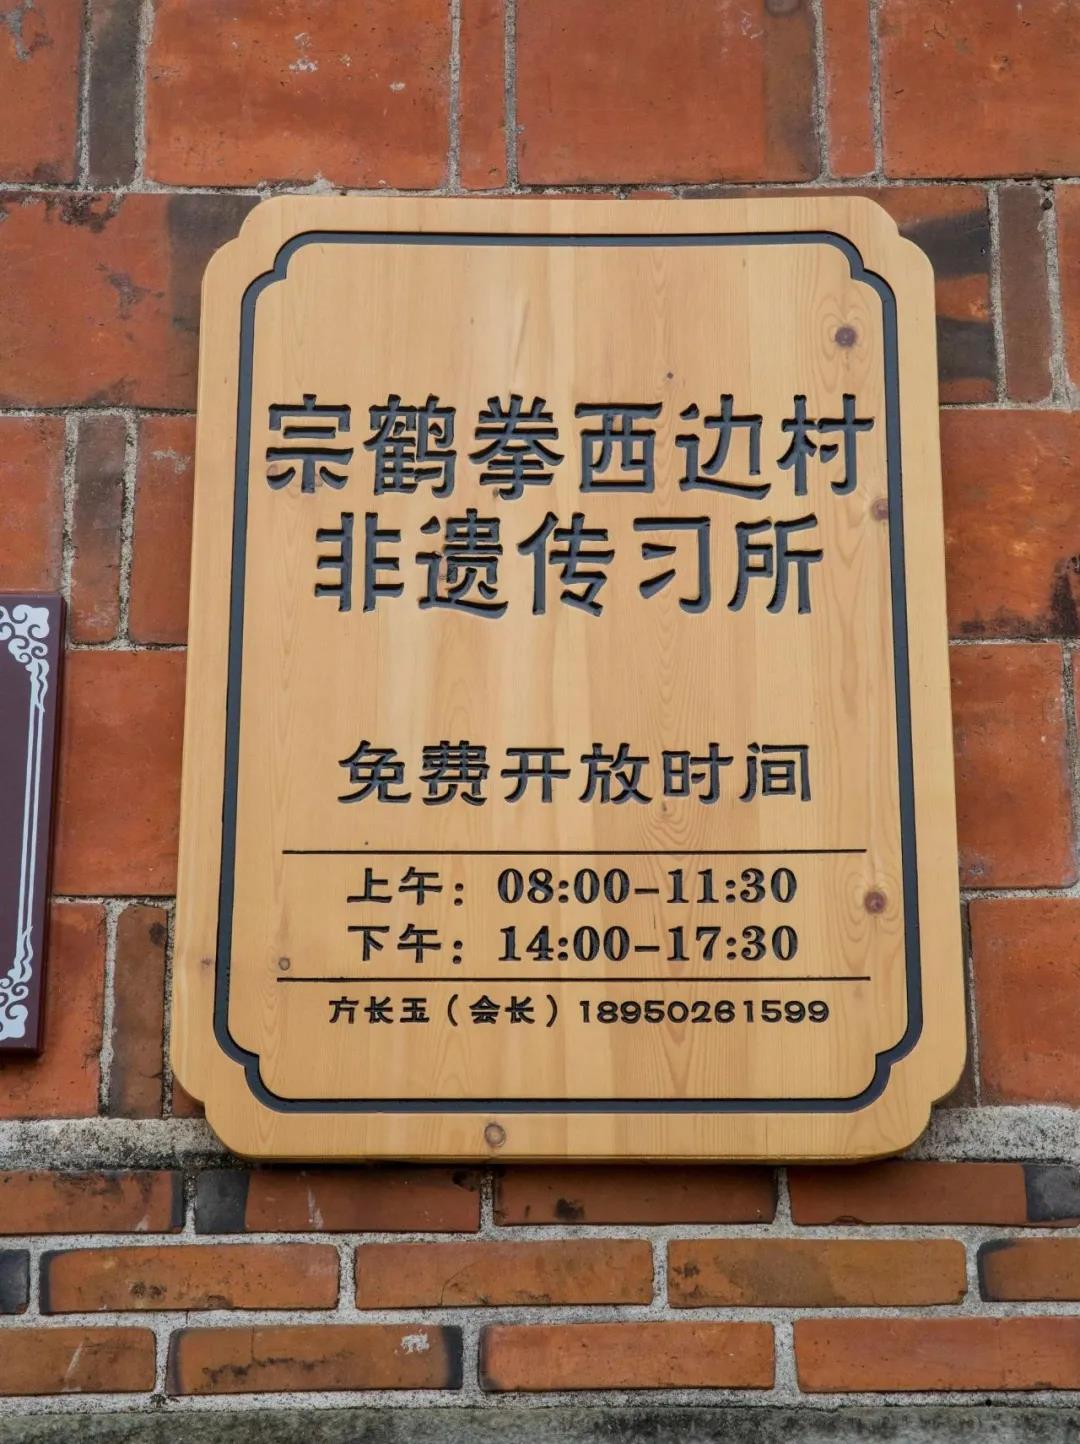 宗鹤拳西边村
非遗传习所
免费开放时间
上午：08:00-11:30
下午：14:00-17:30
方长玉（会长）18950261599